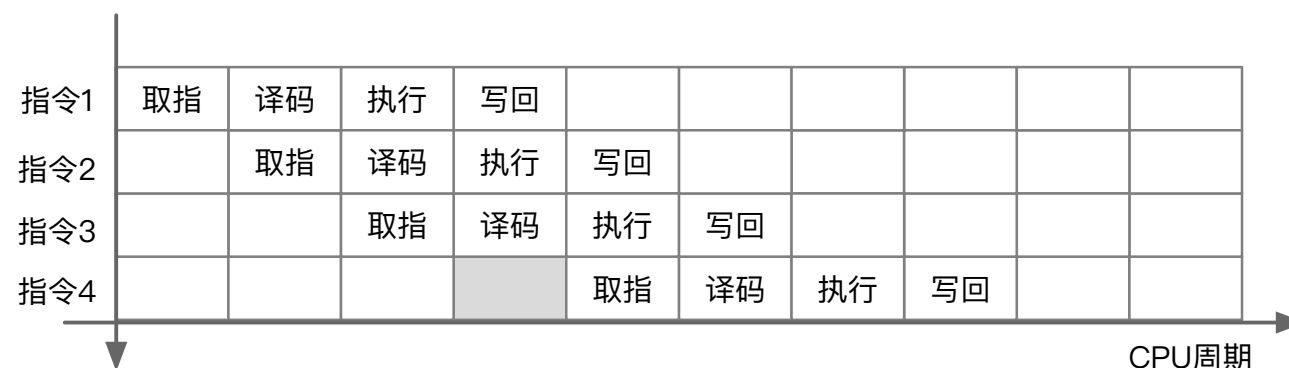 指令1 取指 译码 执行 写回
指令2 取指 译码 执行 写回
指令3 取指 译码 执行 写回
指令4 取指 译码 执行 写回
CPU周期